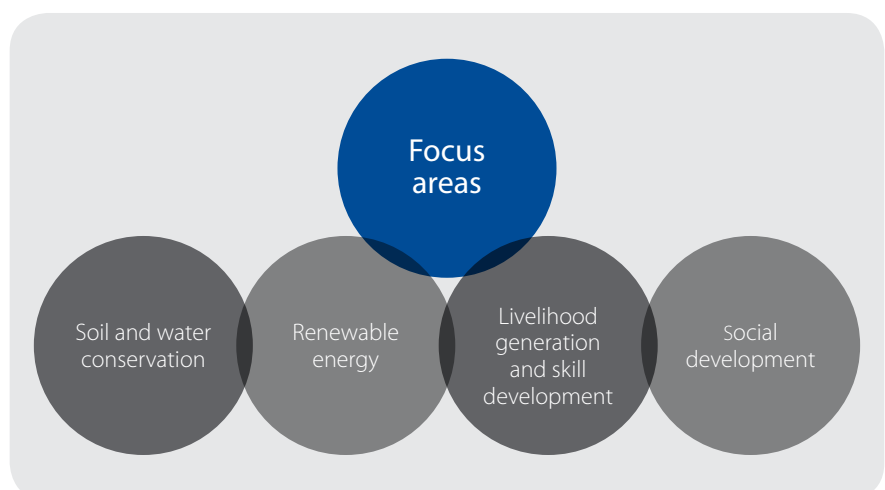 Focus
areas
Soil and water
conservation
Renewable
energy
Livelihood
generation
and skill
development
Social
development